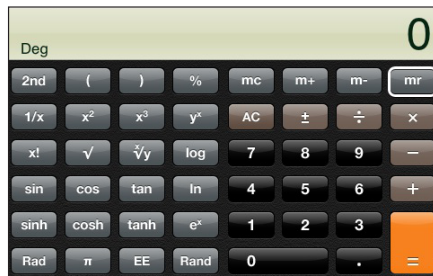 0
Deg
2nd ( ) % mc m+ m- mr
1/x x² x³ yˣ AC ± ÷ ×
x! √ ˣ√y log 7 8 9 −
sin cos tan ln 4 5 6 +
sinh cosh tanh eˣ 1 2 3 =
Rad π EE Rand 0 .